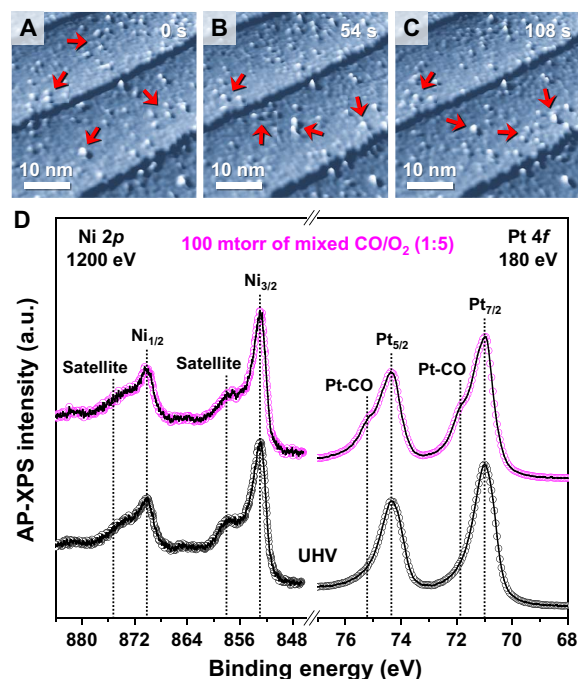 A 0 s
B 54 s
C 108 s
10 nm
10 nm
10 nm
D
Ni 2p
1200 eV
100 mtorr of mixed CO/O₂ (1:5)
Pt 4f
180 eV
Ni₃/₂
Pt₇/₂
Ni₁/₂
Pt₅/₂
Satellite
Satellite
Pt-CO
Pt-CO
UHV
AP-XPS intensity (a.u.)
880 872 864 856 848 76 74 72 70 68
Binding energy (eV)